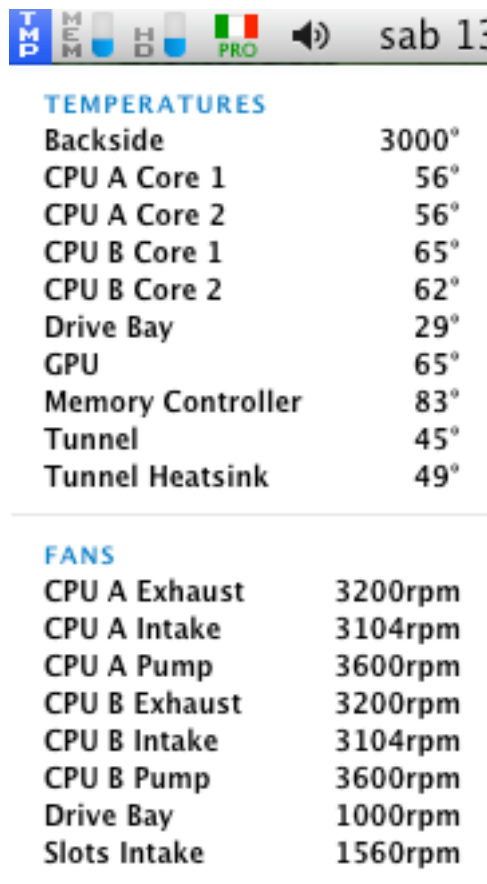 TMP MEM HD PRO sab 13
TEMPERATURES
Backside 3000°
CPU A Core 1 56°
CPU A Core 2 56°
CPU B Core 1 65°
CPU B Core 2 62°
Drive Bay 29°
GPU 65°
Memory Controller 83°
Tunnel 45°
Tunnel Heatsink 49°
FANS
CPU A Exhaust 3200rpm
CPU A Intake 3104rpm
CPU A Pump 3600rpm
CPU B Exhaust 3200rpm
CPU B Intake 3104rpm
CPU B Pump 3600rpm
Drive Bay 1000rpm
Slots Intake 1560rpm